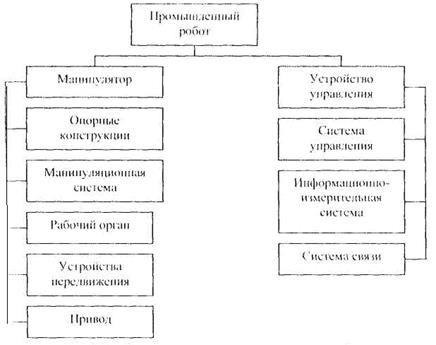 Промышленный
робот
Манипулятор
Опорные
конструкции
Манипуляционная
система
Рабочий орган
Устройства
передвижения
Привод
Устройство
управления
Система
управления
Информационно-
измерительная
система
Система связи